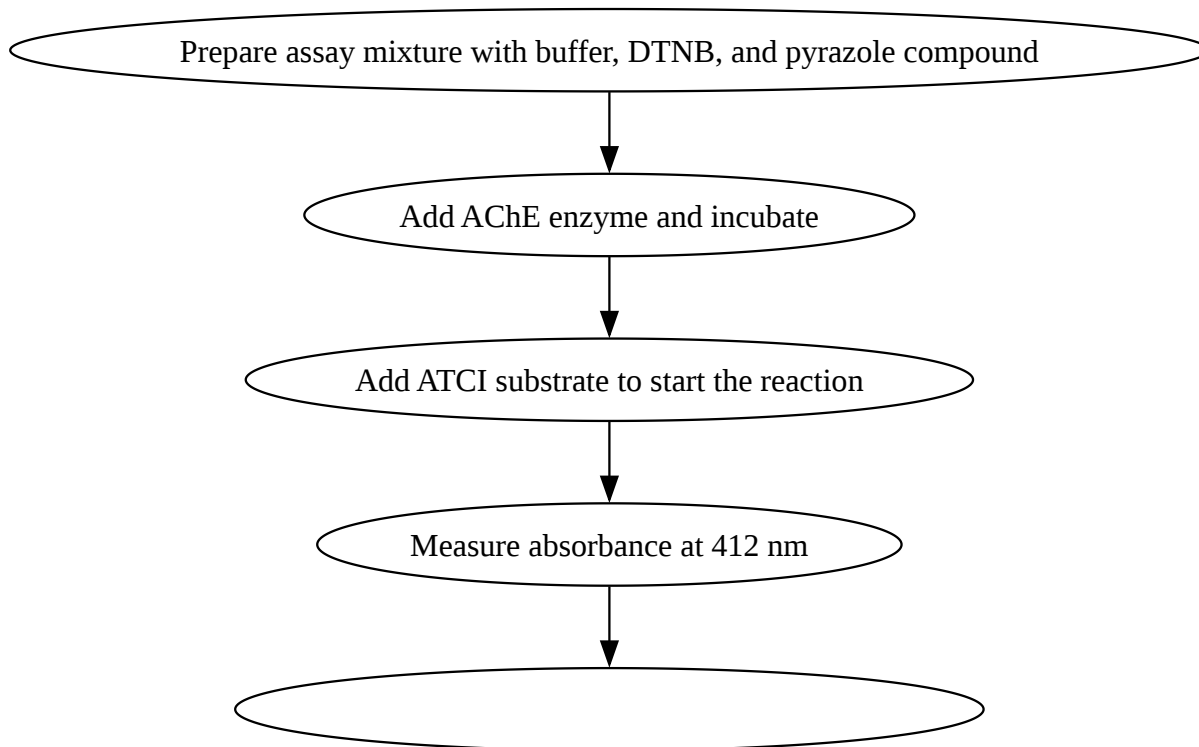 Prepare assay mixture with buffer, DTNB, and pyrazole compound
Add AChE enzyme and incubate
Add ATCI substrate to start the reaction
Measure absorbance at 412 nm